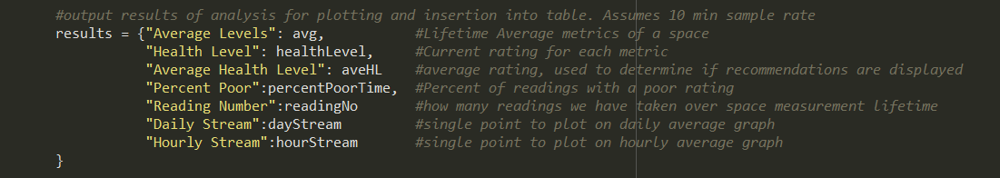 #output results of analysis for plotting and insertion into table. Assumes 10 min sample rate
results = {"Average Levels": avg, #Lifetime Average metrics of a space
"Health Level": healthLevel, #Current rating for each metric
"Average Health Level": aveHL #average rating, used to determine if recommendations are displayed
"Percent Poor":percentPoorTime, #Percent of readings with a poor rating
"Reading Number":readingNo #how many readings we have taken over space measurement lifetime
"Daily Stream":dayStream #single point to plot on daily average graph
"Hourly Stream":hourStream #single point to plot on hourly average graph
}